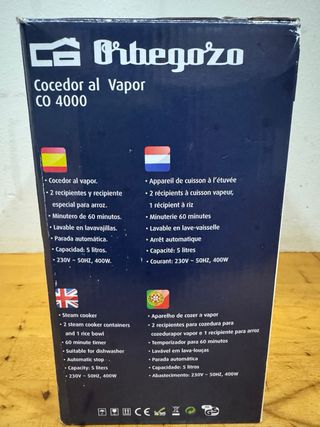 Orbegozo
Cocedor al Vapor
CO 4000
• Cocedor al vapor.
• 2 recipientes y recipiente
especial para arroz.
• Minutero de 60 minutos.
• Lavable en lavavajillas.
• Parada automática.
• Capacidad: 5 litros.
• 230V ~ 50HZ, 400W.
• Appareil de cuisson à l'étuvée
• 2 récipients à cuisson vapeur,
1 récipient à riz
• Minuterie 60 minutes
• Lavable en lave-vaisselle
• Arrêt automatique
• Capacité: 5 litres
• Courant: 230V ~ 50HZ, 400W
• Steam cooker
• 2 steam cooker containers
and 1 rice bowl
• 60 minute timer
• Suitable for dishwasher
• Automatic stop
• Capacity: 5 liters
• 230V ~ 50HZ, 400W
• Aparelho de cozer a vapor
• 2 recipientes para cozedura para
cozedurapor vapor e 1 recipiente para arroz
• Temporizador para 60 minutos
• Lavável em lava-louças
• Parada automática
• Capacidade: 5 litros
• Abastecimento: 230V ~ 50HZ, 400W
CE